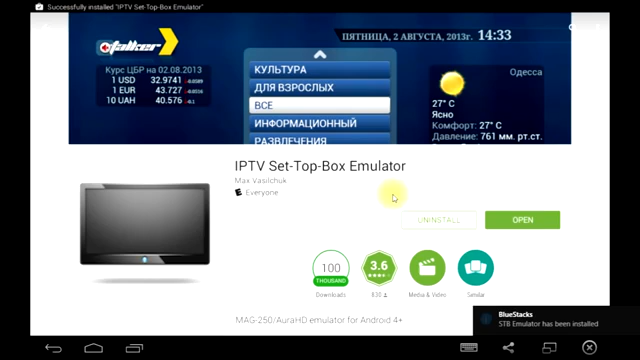 Successfully installed "IPTV Set-Top-Box Emulator"
stalker
ПЯТНИЦА, 2 АВГУСТА, 2013г. 14:33
Курс ЦБР на 02.08.2013
1 USD 32.9741
1 EUR 43.727
10 UAH 40.576
КУЛЬТУРА
ДЛЯ ВЗРОСЛЫХ
ВСЕ
ИНФОРМАЦИОННЫЙ
РАЗВЛЕЧЕНИЯ
Одесса
27° C
Ясно
Комфорт: 27° C
Давление: 761 мм. рт.ст.
IPTV Set-Top-Box Emulator
Max Vasilchuk
Everyone
UNINSTALL
OPEN
100
THOUSAND
Downloads
3.6
830
Media & Video
Similar
MAG-250/AuraHD emulator for Android 4+
BlueStacks
STB Emulator has been installed